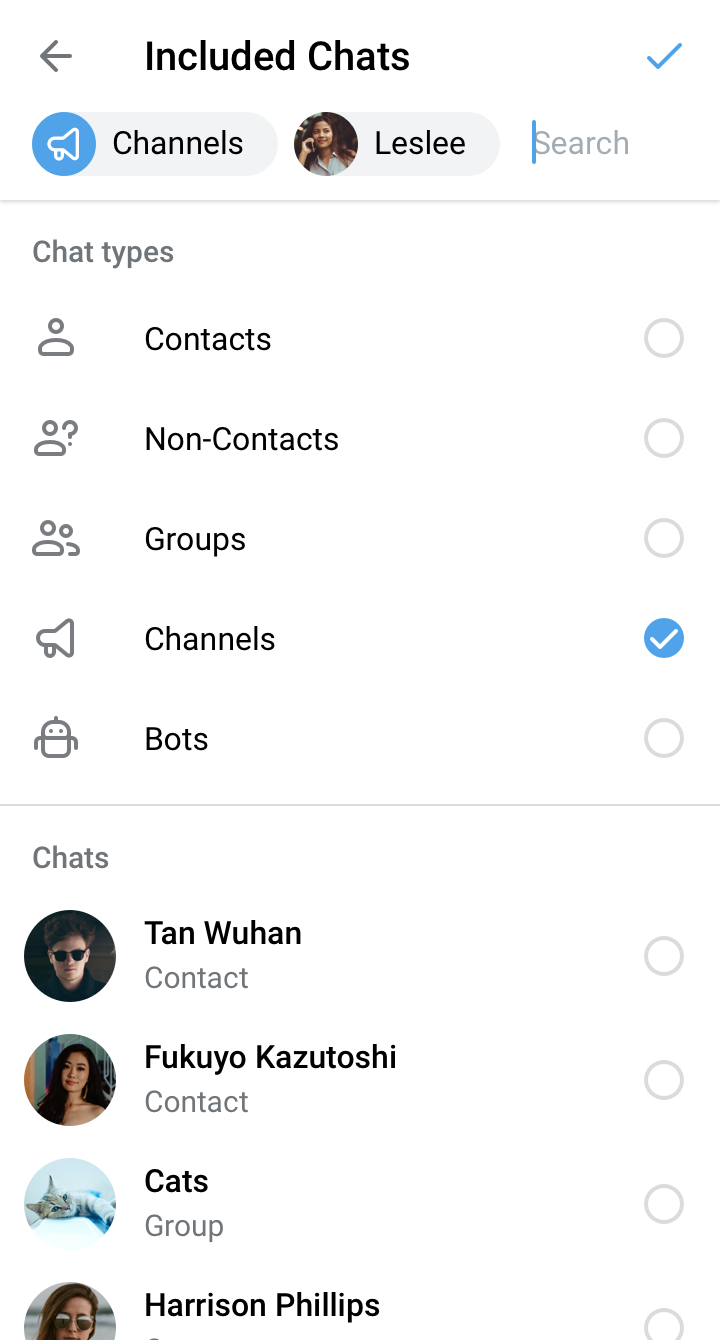 Included Chats
Channels Leslee Search
Chat types
Contacts
Non-Contacts
Groups
Channels
Bots
Chats
Tan Wuhan
Contact
Fukuyo Kazutoshi
Contact
Cats
Group
Harrison Phillips